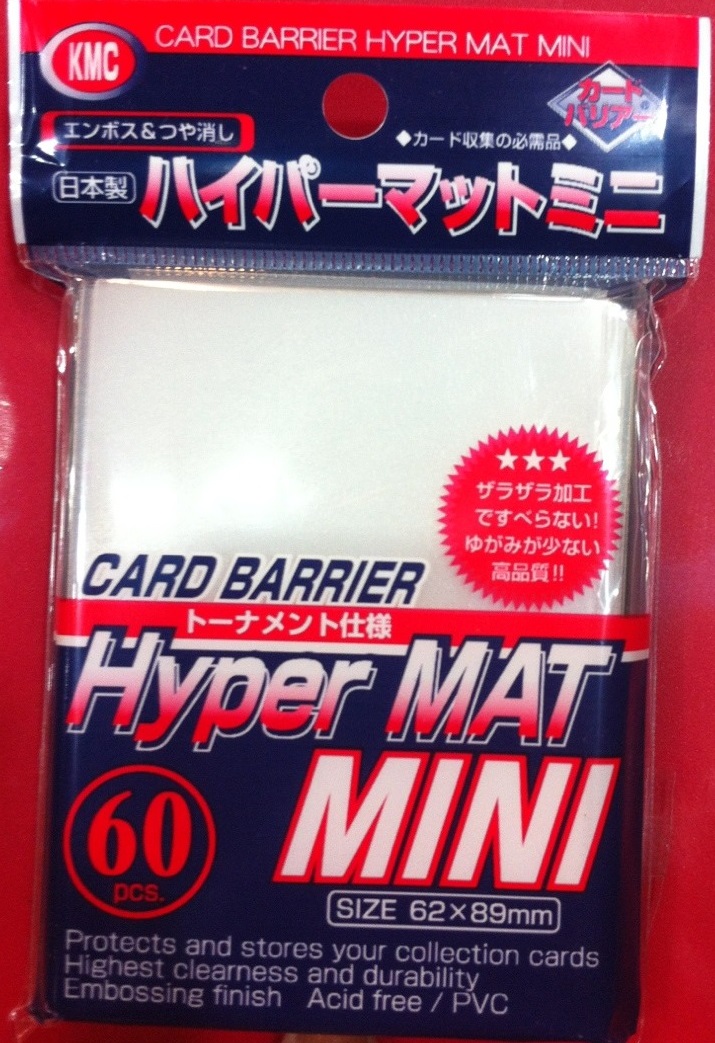 CARD BARRIER HYPER MAT MINI
KMC
カード
バリアー
エンボス&つや消し
◆カード収集の必需品◆
日本製
ハイパーマットミニ
★★★
ザラザラ加工
ですべらない!
ゆがみが少ない
高品質!!
CARD BARRIER
トーナメント仕様
Hyper MAT
MINI
60
pcs.
SIZE 62×89mm
Protects and stores your collection cards
Highest clearness and durability
Embossing finish Acid free / PVC